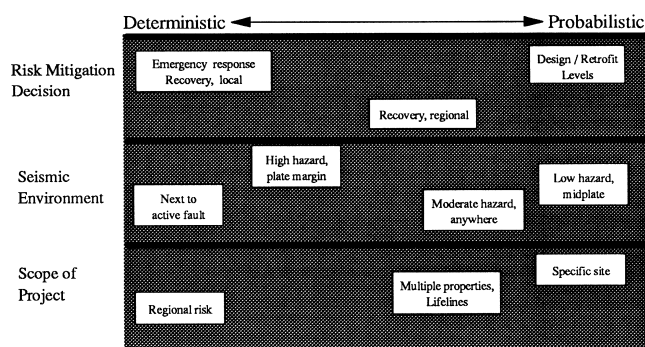 Deterministic
Probabilistic
Risk Mitigation
Decision
Emergency response
Recovery, local
Design / Retrofit
Levels
Recovery, regional
Seismic
Environment
High hazard,
plate margin
Next to
active fault
Low hazard,
midplate
Moderate hazard,
anywhere
Scope of
Project
Specific site
Multiple properties,
Lifelines
Regional risk